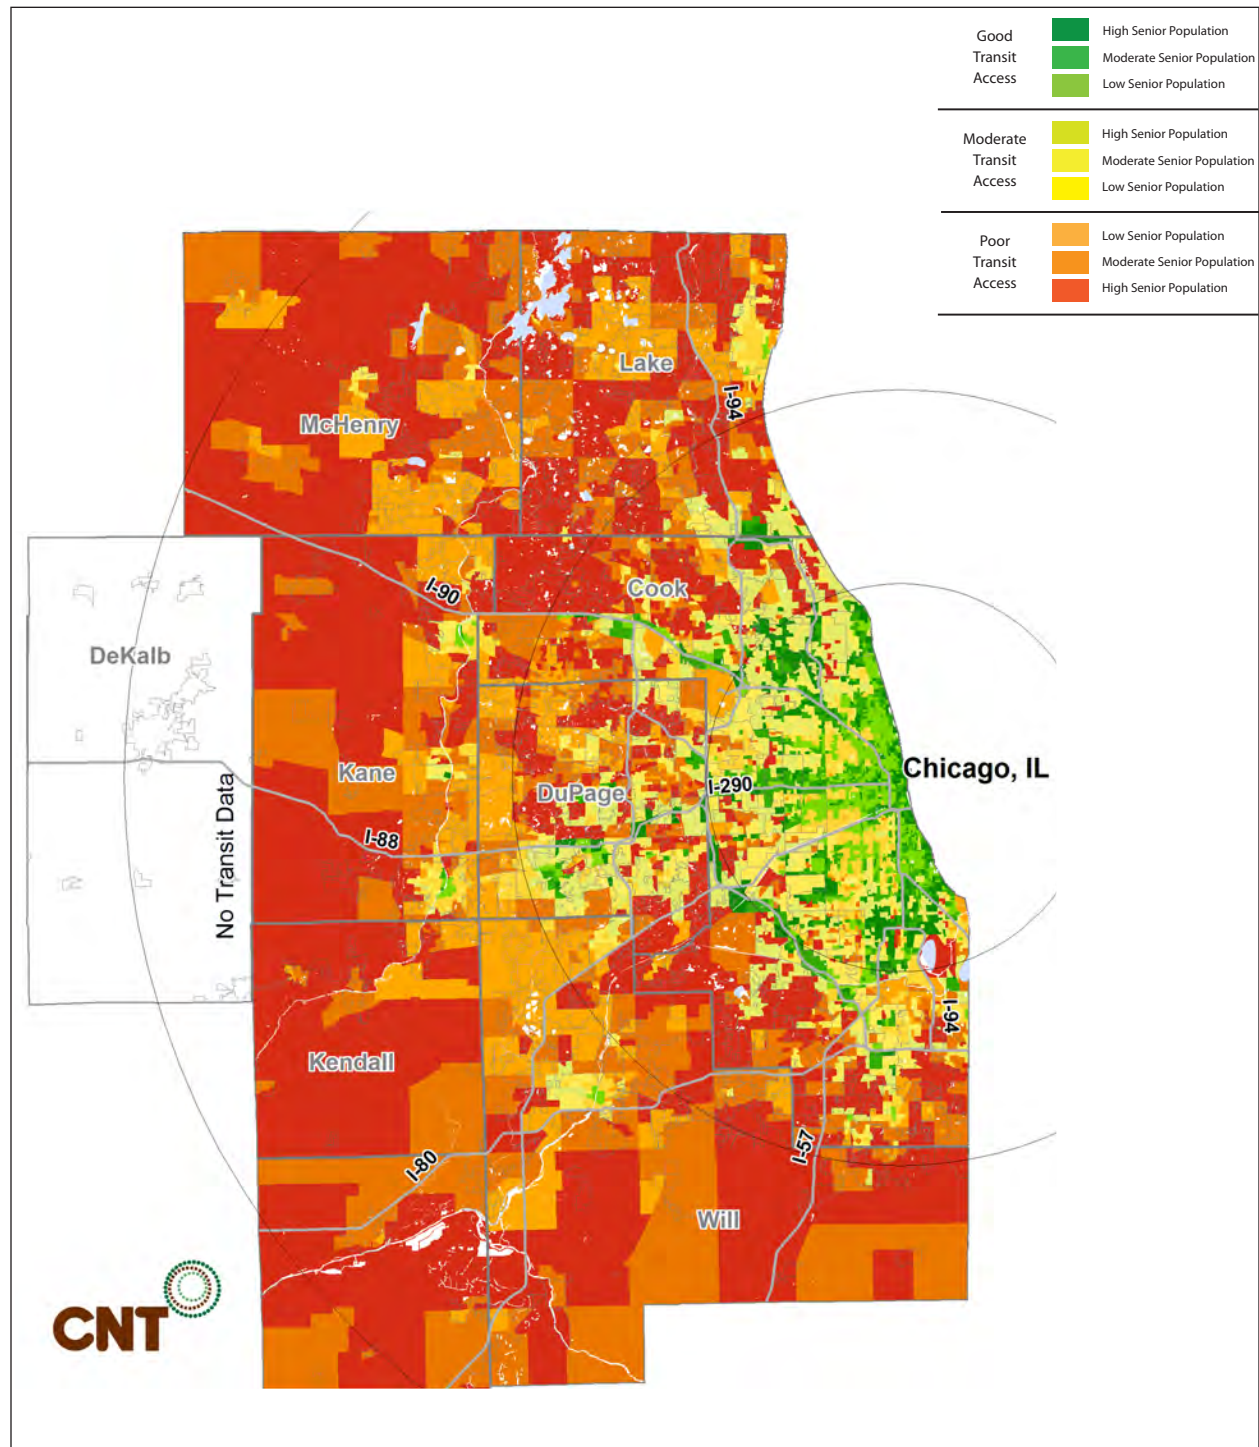 Good
Transit
Access
High Senior Population
Moderate Senior Population
Low Senior Population
Moderate
Transit
Access
High Senior Population
Moderate Senior Population
Low Senior Population
Poor
Transit
Access
Low Senior Population
Moderate Senior Population
High Senior Population
Lake
I-94
McHenry
I-90
Cook
DeKalb
Kane
DuPage
I-290
Chicago, IL
No Transit Data
I-88
I-94
Kendall
I-80
I-57
Will
CNT